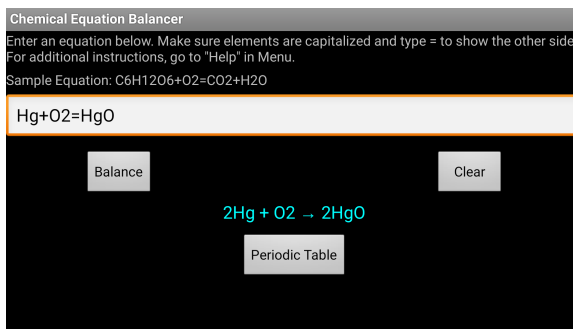 Chemical Equation Balancer
Enter an equation below. Make sure elements are capitalized and type = to show the other side
For additional instructions, go to "Help" in Menu.
Sample Equation: C6H12O6+O2=CO2+H2O
Hg+O2=HgO
Balance
Clear
2Hg + O2 → 2HgO
Periodic Table